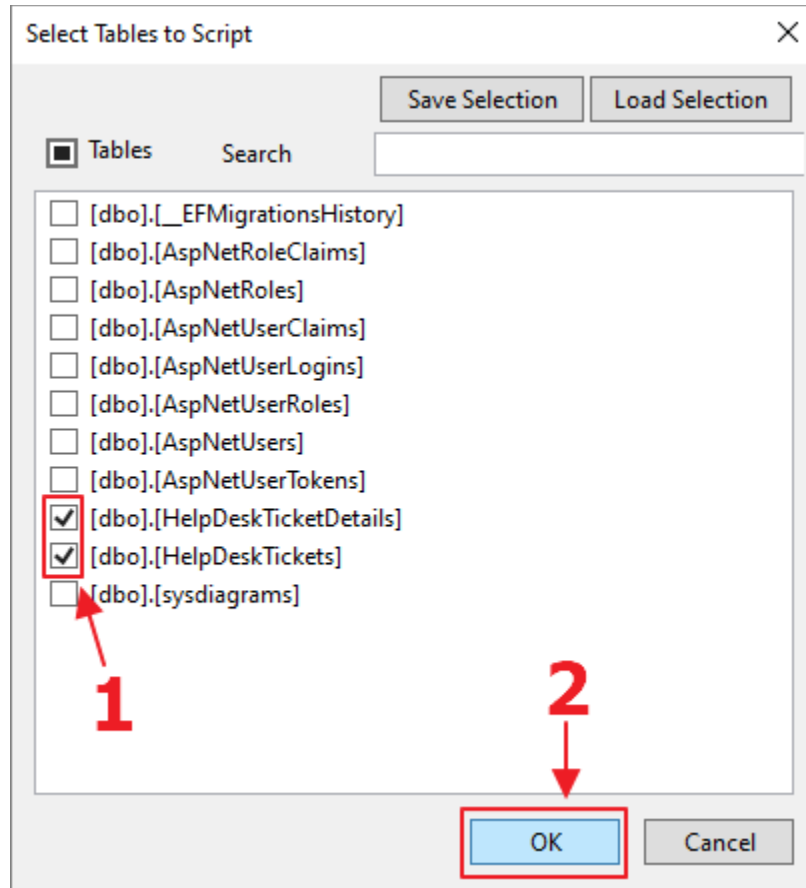 Select Tables to Script
Save Selection
Load Selection
Tables
Search
[dbo].[__EFMigrationsHistory]
[dbo].[AspNetRoleClaims]
[dbo].[AspNetRoles]
[dbo].[AspNetUserClaims]
[dbo].[AspNetUserLogins]
[dbo].[AspNetUserRoles]
[dbo].[AspNetUsers]
[dbo].[AspNetUserTokens]
[dbo].[HelpDeskTicketDetails]
[dbo].[HelpDeskTickets]
[dbo].[sysdiagrams]
1
2
OK
Cancel